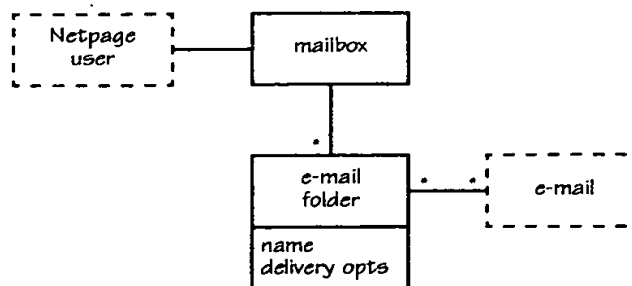 Netpage
user
mailbox
*
e-mail
folder
* *
e-mail
name
delivery opts